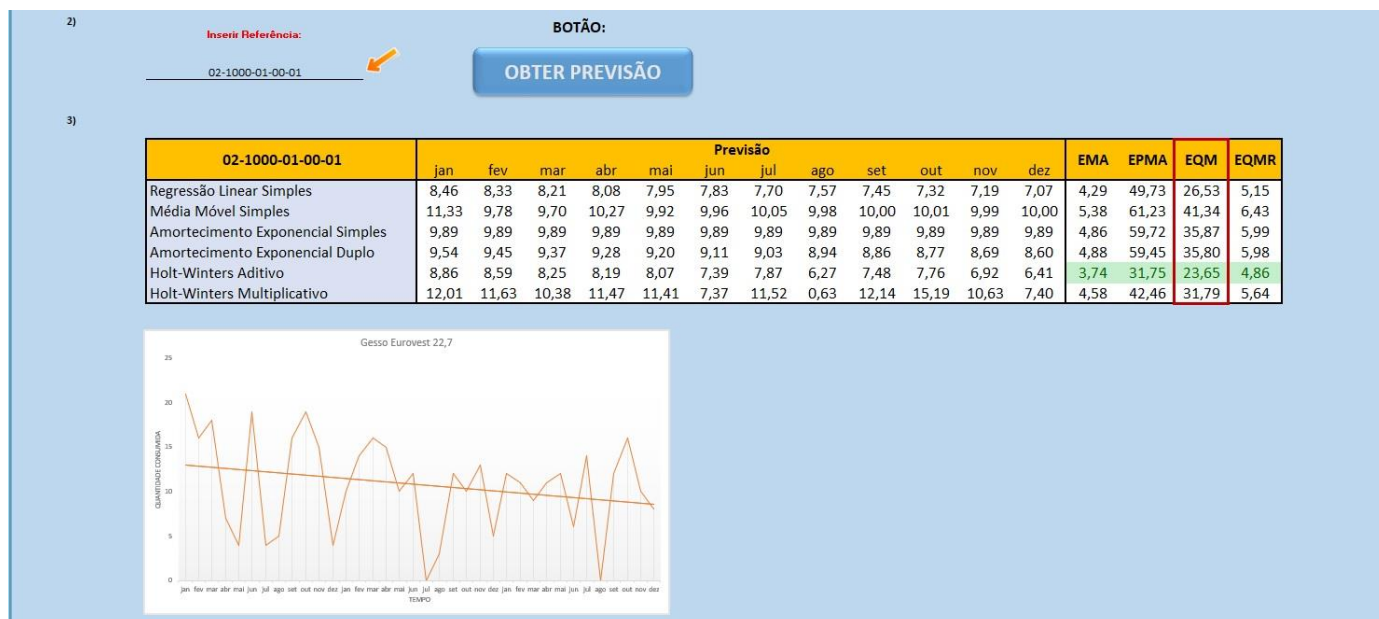 2)
Inserir Referência:
BOTÃO:
02-1000-01-00-01
OBTER PREVISÃO
3)
02-1000-01-00-01 Previsão EMA EPMA EQM EQMR
jan fev mar abr mai jun jul ago set out nov dez
Regressão Linear Simples 8,46 8,33 8,21 8,08 7,95 7,83 7,70 7,57 7,45 7,32 7,19 7,07 4,29 49,73 26,53 5,15
Média Móvel Simples 11,33 9,78 9,70 10,27 9,92 9,96 10,05 9,98 10,00 10,01 9,99 10,00 5,38 61,23 41,34 6,43
Amortecimento Exponencial Simples 9,89 9,89 9,89 9,89 9,89 9,89 9,89 9,89 9,89 9,89 9,89 9,89 4,86 59,72 35,87 5,99
Amortecimento Exponencial Duplo 9,54 9,45 9,37 9,28 9,20 9,11 9,03 8,94 8,86 8,77 8,69 8,60 4,88 59,45 35,80 5,98
Holt-Winters Aditivo 8,86 8,59 8,25 8,19 8,07 7,39 7,87 6,27 7,48 7,76 6,92 6,41 3,74 31,75 23,65 4,86
Holt-Winters Multiplicativo 12,01 11,63 10,38 11,47 11,41 7,37 11,52 0,63 12,14 15,19 10,63 7,40 4,58 42,46 31,79 5,64
Gesso Eurovest 22,7
25
20
15
10
5
0
QUANTIDADE CONSUMIDA
jan fev mar abr mai jun jul ago set out nov dez jan fev mar abr mai jun jul ago set out nov dez jan fev mar abr mai jun jul ago set out nov dez
TEMPO